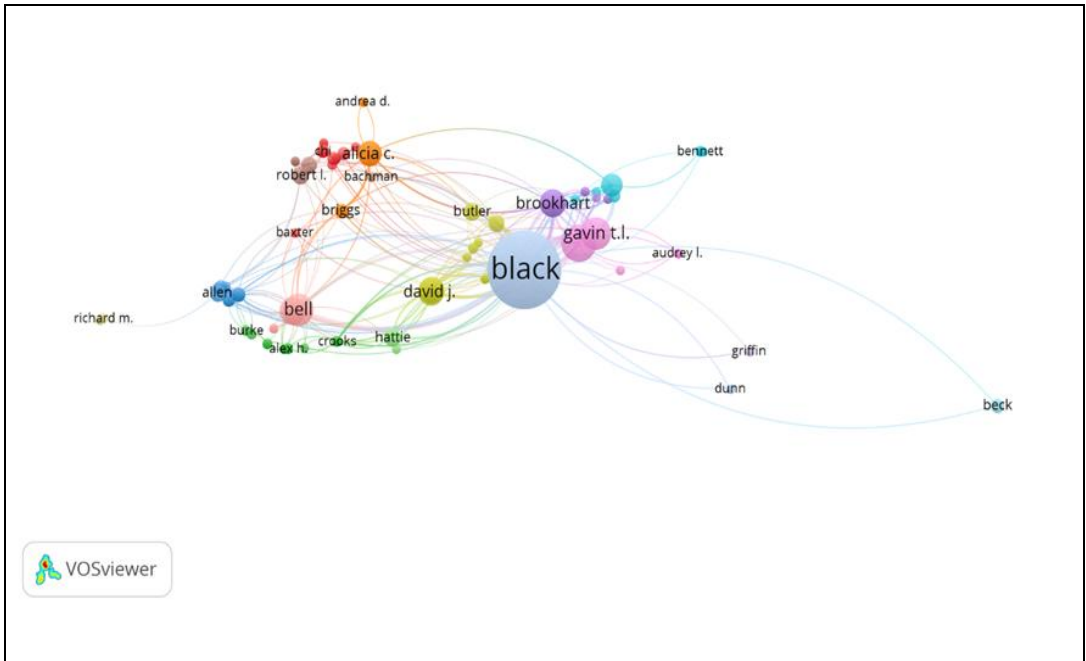 andrea d.
ch
alicia c.
bennett
robert l.
bachman
briggs
butler
brookhart
baxter
gavin t.l.
audrey l.
black
allen
david j.
bell
richard m.
burke
alex h.
crooks
hattie
griffin
dunn
beck
VOSviewer